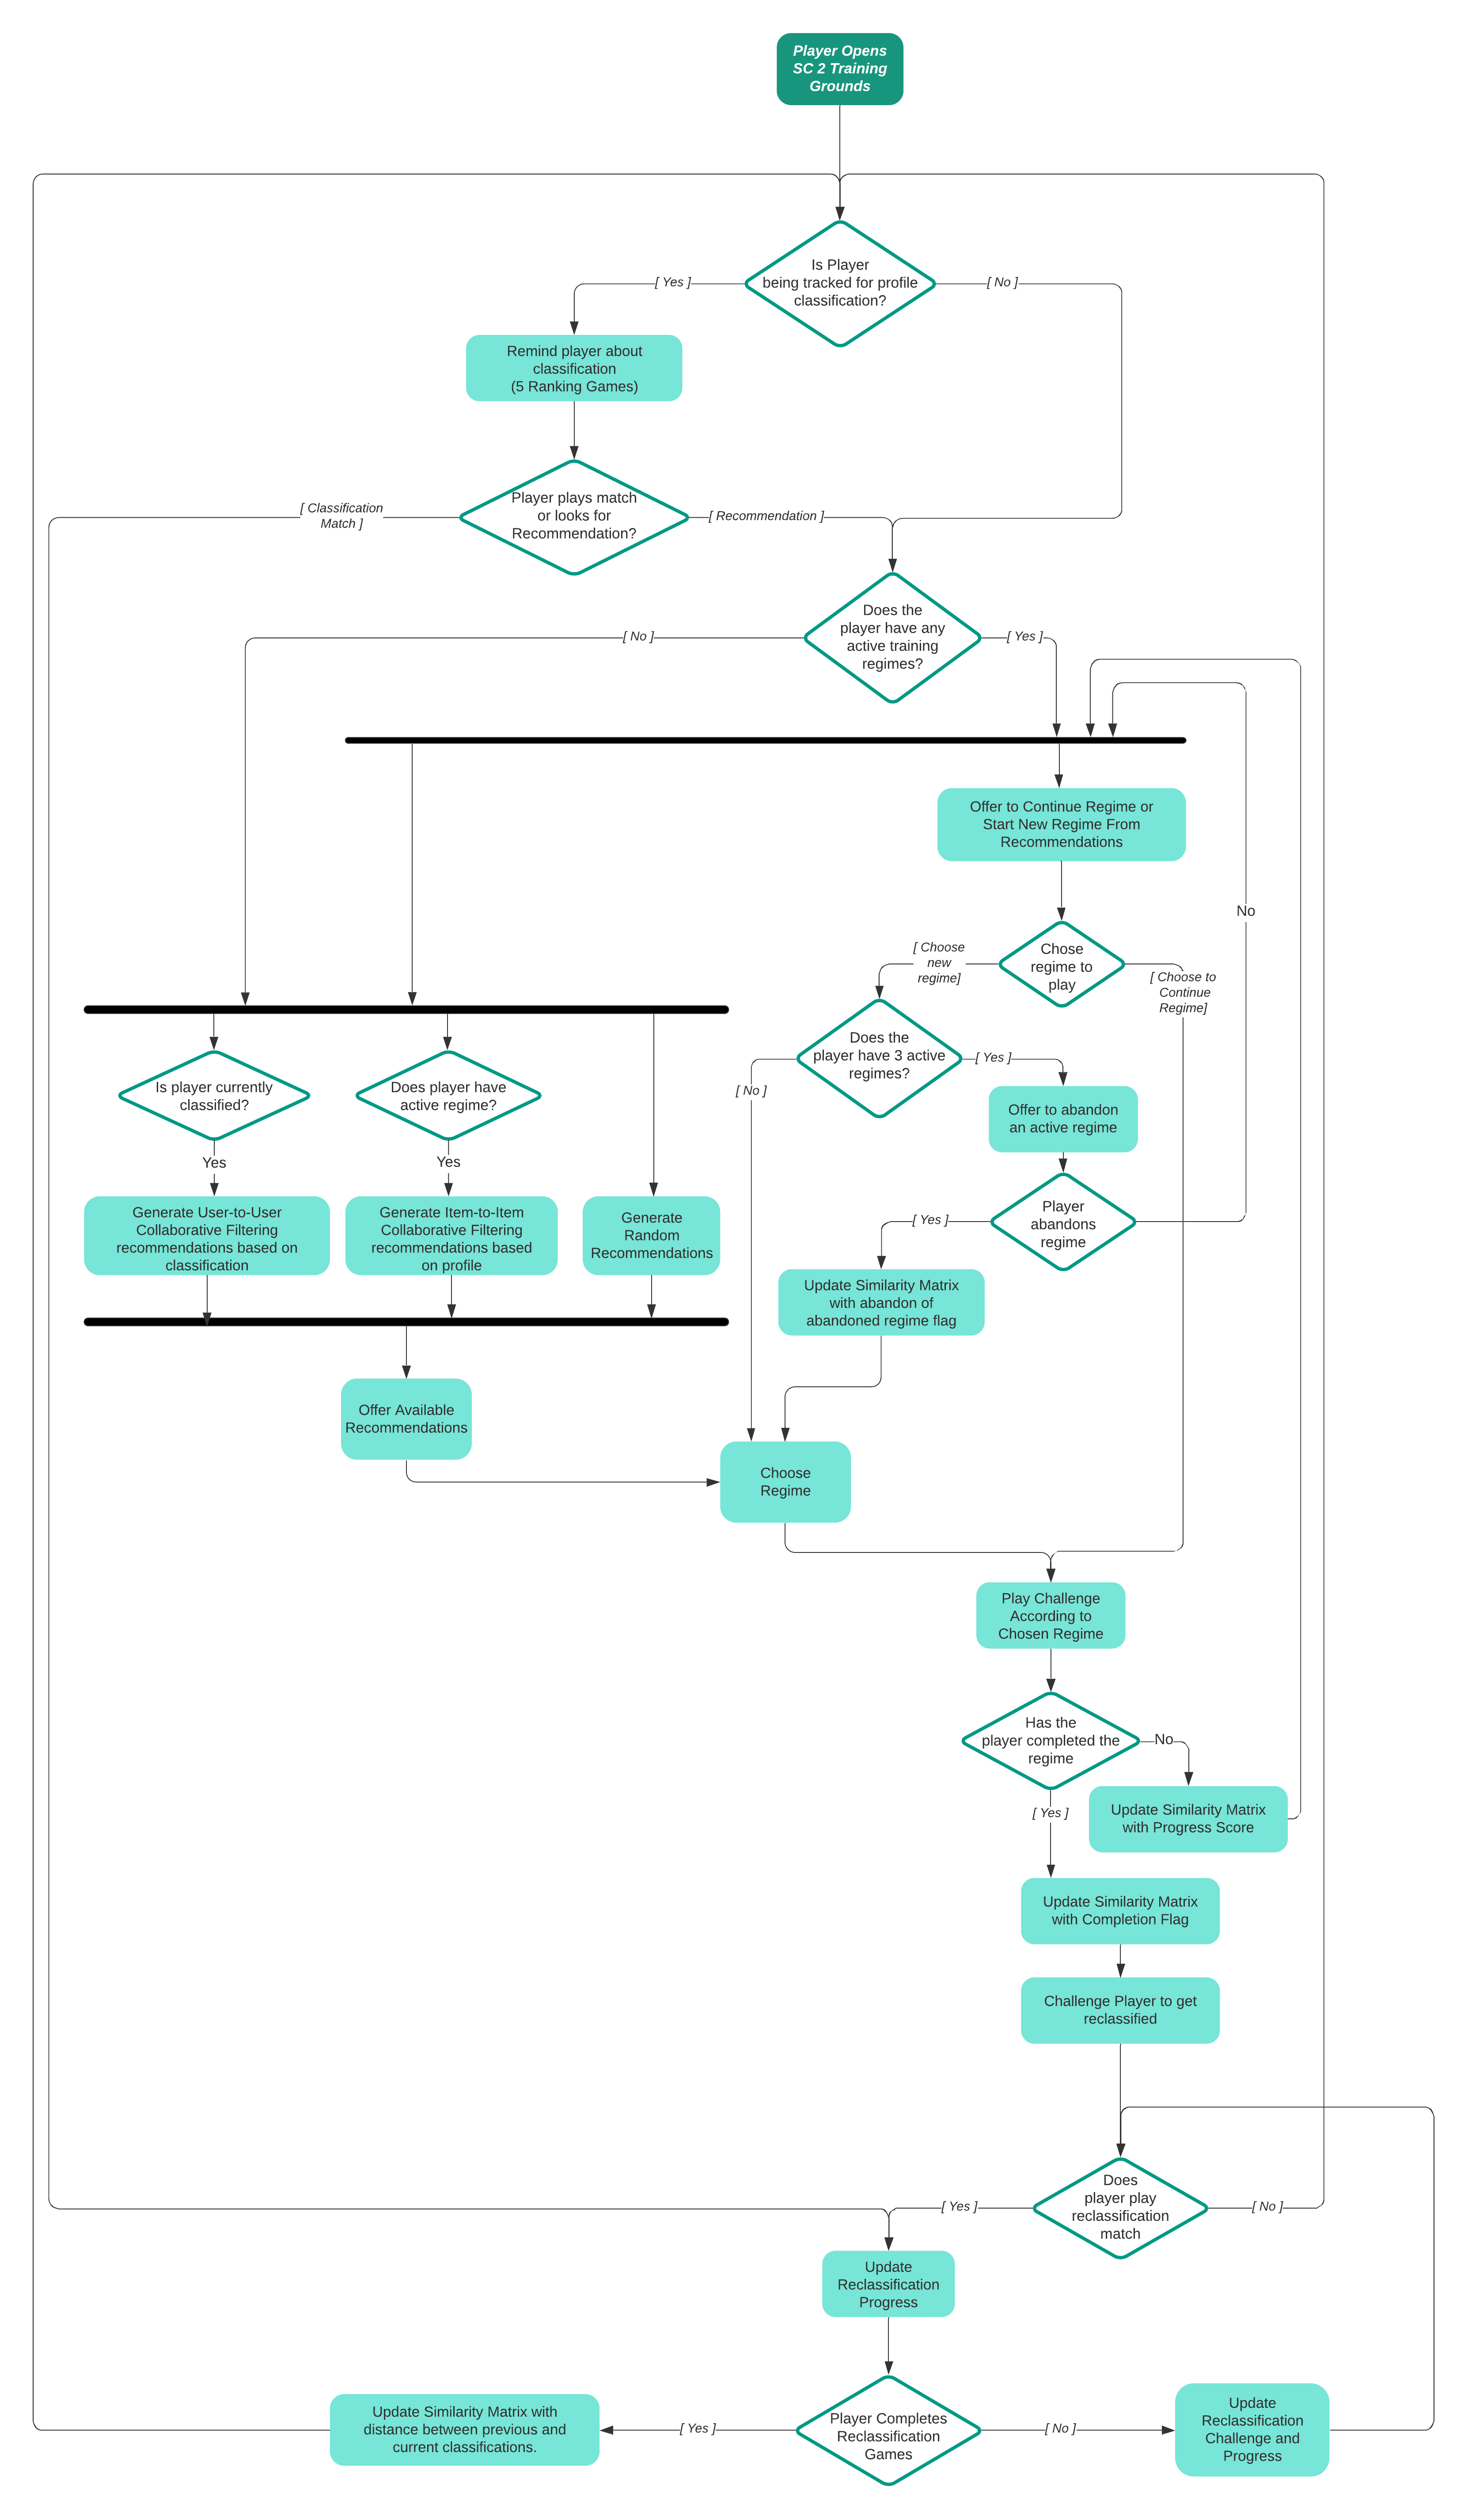 Player Opens
SC 2 Training
Grounds
Is Player
being tracked for profile
classification?
[ Yes ]
[ No ]
Remind player about
classification
(5 Ranking Games)
Player plays match
or looks for
Recommendation?
[ Classification
Match ]
[ Recommendation ]
Does the
player have any
active training
regimes?
[ No ]
[ Yes ]
Offer to Continue Regime or
Start New Regime From
Recommendations
No
Chose
regime to
play
[ Choose
new
regime]
[ Choose to
Continue
Regime]
Does the
player have 3 active
regimes?
[ No ]
[ Yes ]
Offer to abandon
an active regime
Is player currently
classified?
Does player have
active regime?
Yes
Yes
Generate User-to-User
Collaborative Filtering
recommendations based on
classification
Generate Item-to-Item
Collaborative Filtering
recommendations based
on profile
Generate
Random
Recommendations
Player
abandons
regime
[ Yes ]
Update Similarity Matrix
with abandon of
abandoned regime flag
Offer Available
Recommendations
Choose
Regime
Play Challenge
According to
Chosen Regime
Has the
player completed the
regime
No
[ Yes ]
Update Similarity Matrix
with Progress Score
Update Similarity Matrix
with Completion Flag
Challenge Player to get
reclassified
Does
player play
reclassification
match
[ Yes ]
[ No ]
Update
Reclassification
Progress
Player Completes
Reclassification
Games
[ Yes ]
[ No ]
Update Similarity Matrix with
distance between previous and
current classifications.
Update
Reclassification
Challenge and
Progress